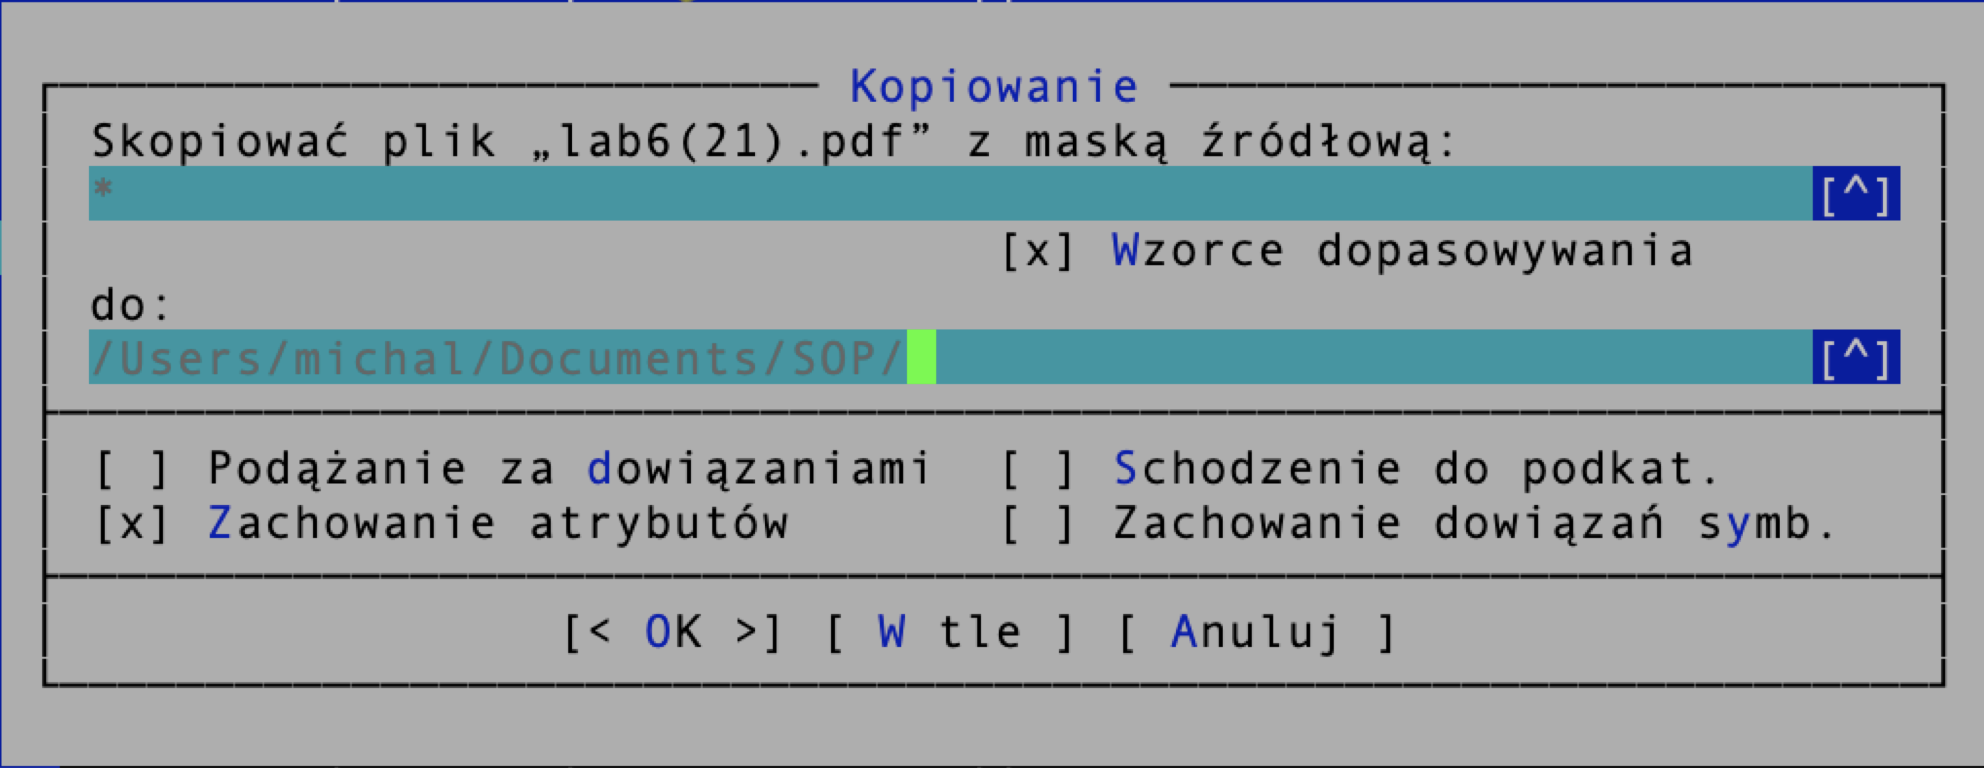 Kopiowanie
Skopiować plik „lab6(21).pdf” z maską źródłową:
* [^]
[x] Wzorce dopasowywania
do:
/Users/michal/Documents/SOP/ [^]
[ ] Podążanie za dowiązaniami [ ] Schodzenie do podkat.
[x] Zachowanie atrybutów [ ] Zachowanie dowiązań symb.
[< OK >] [ W tle ] [ Anuluj ]